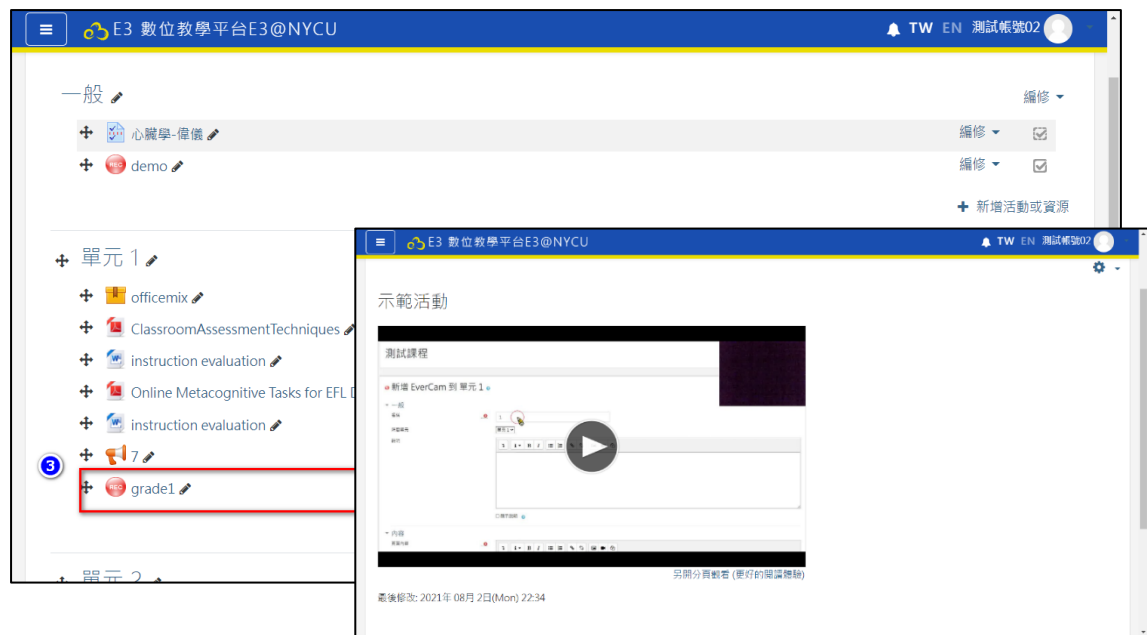 E3 數位教學平台E3@NYCU
TW EN 測試帳號02
一般
編修
心臟學-偉儀
編修
demo
編修
新增活動或資源
單元 1
officemix
ClassroomAssessmentTechniques
instruction evaluation
Online Metacognitive Tasks for EFL
instruction evaluation
7
3
REC grade1
單元 2
E3 數位教學平台E3@NYCU
TW EN 測試帳號02
示範活動
測試課程
新增 EverCam 到 單元 1
一般
1
單元 1
內容
另開分頁觀看 (更好的閱讀體驗)
最後修改: 2021年 08月 2日(Mon) 22:34